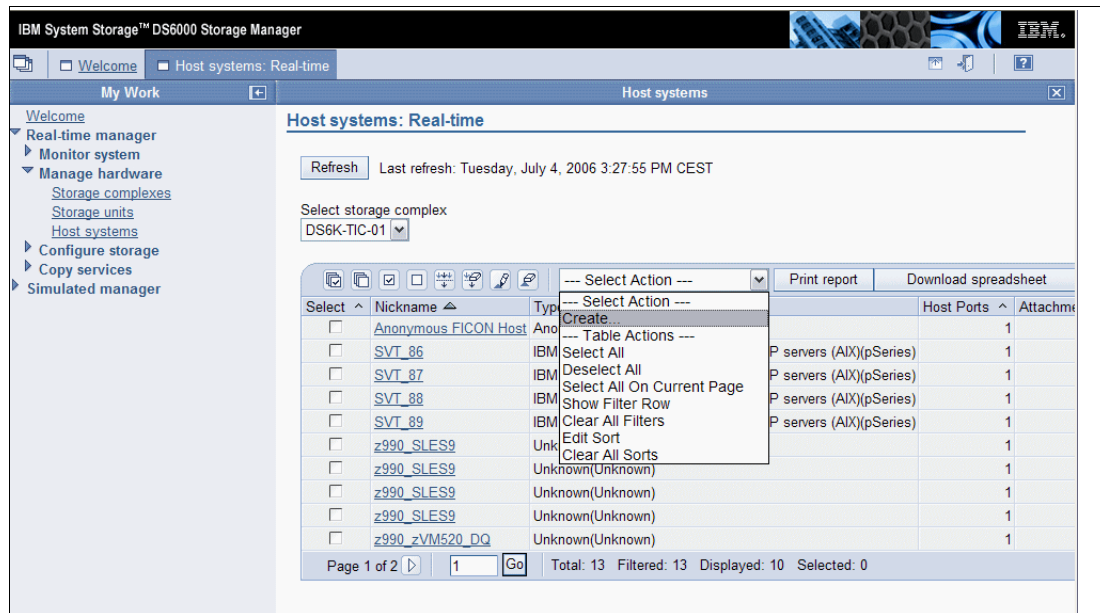 IBM System Storage™ DS6000 Storage Manager
IBM.
Welcome
Host systems: Real-time
?
My Work
Host systems
Welcome
Real-time manager
Monitor system
Manage hardware
Storage complexes
Storage units
Host systems
Configure storage
Copy services
Simulated manager
Host systems: Real-time
Refresh Last refresh: Tuesday, July 4, 2006 3:27:55 PM CEST
Select storage complex
DS6K-TIC-01
--- Select Action --- Print report Download spreadsheet
Select Nickname Typ Host Ports Attachme
--- Select Action ---
Create...
--- Table Actions ---
Select All
Deselect All
Select All On Current Page
Show Filter Row
Clear All Filters
Edit Sort
Clear All Sorts
Anonymous FICON Host Ano 1
SVT_86 IBM P servers (AIX)(pSeries) 1
SVT_87 IBM P servers (AIX)(pSeries) 1
SVT_88 IBM P servers (AIX)(pSeries) 1
SVT_89 IBM P servers (AIX)(pSeries) 1
z990_SLES9 Unk 1
z990_SLES9 Unknown(Unknown) 1
z990_SLES9 Unknown(Unknown) 1
z990_SLES9 Unknown(Unknown) 1
z990_zVM520_DQ Unknown(Unknown) 1
Page 1 of 2 1 Go Total: 13 Filtered: 13 Displayed: 10 Selected: 0